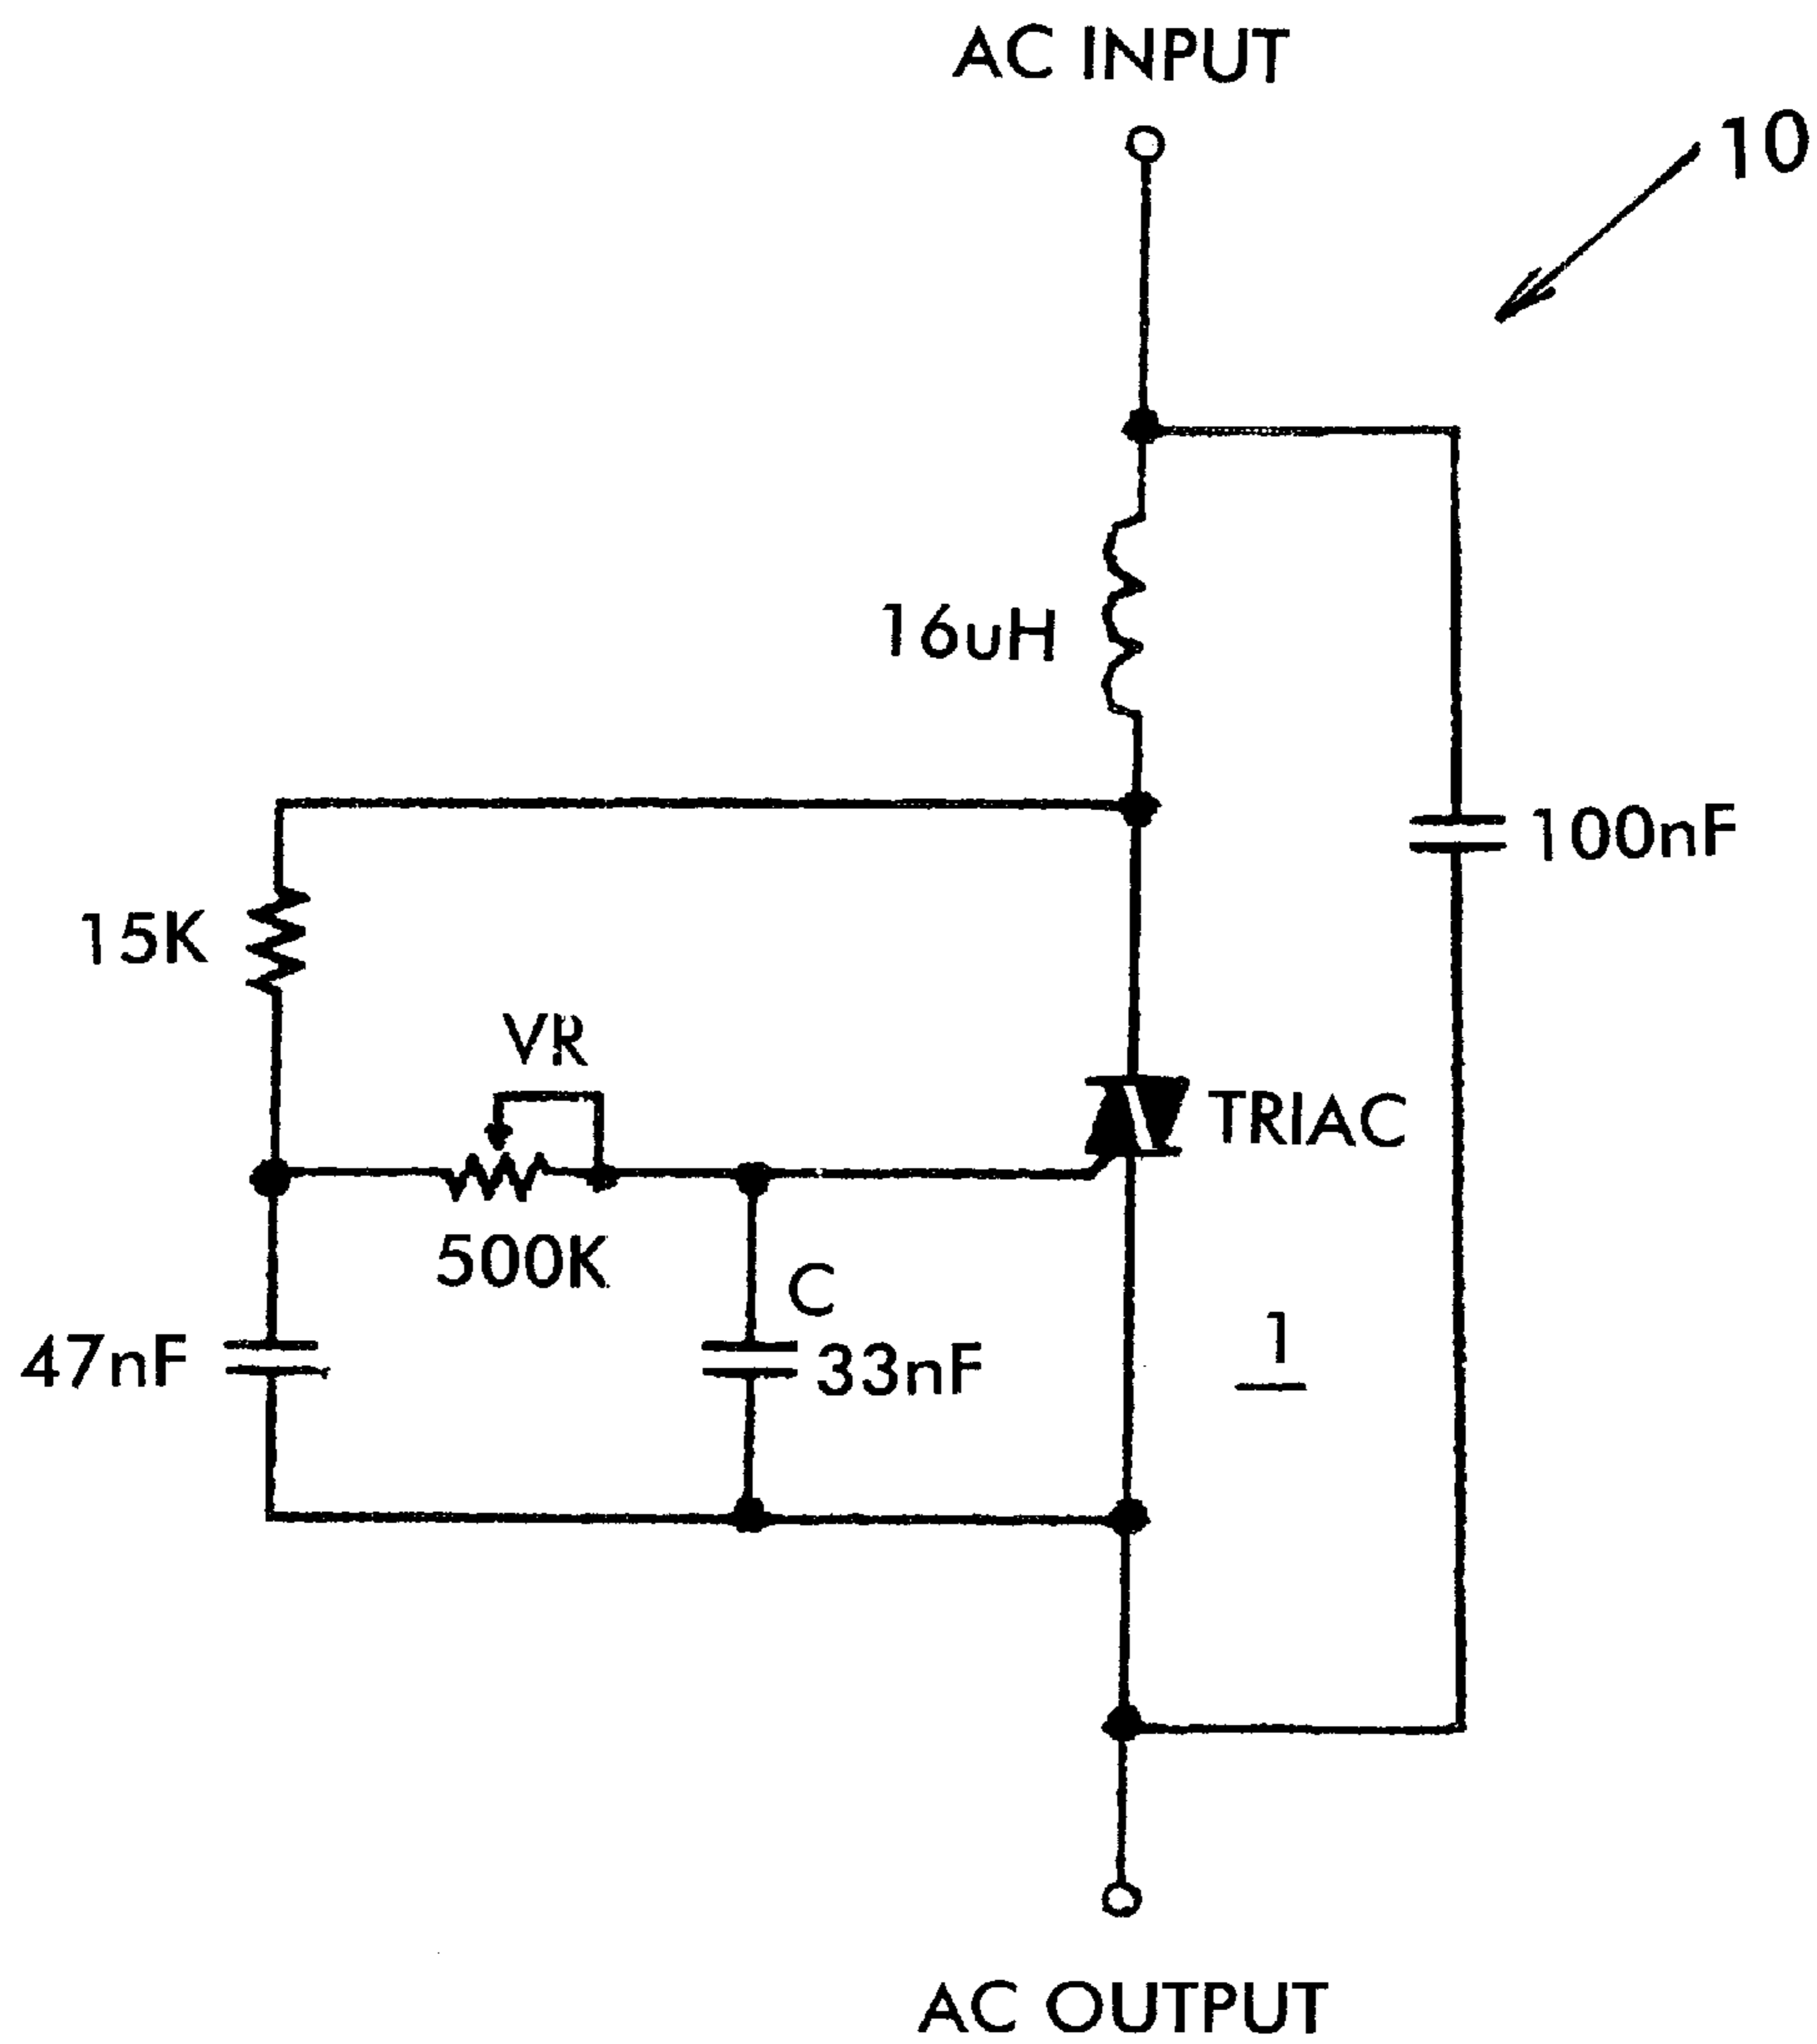 AC INPUT
10
16uH
100nF
15K
VR
TRIAC
500K
C
33nF
47nF
1
AC OUTPUT